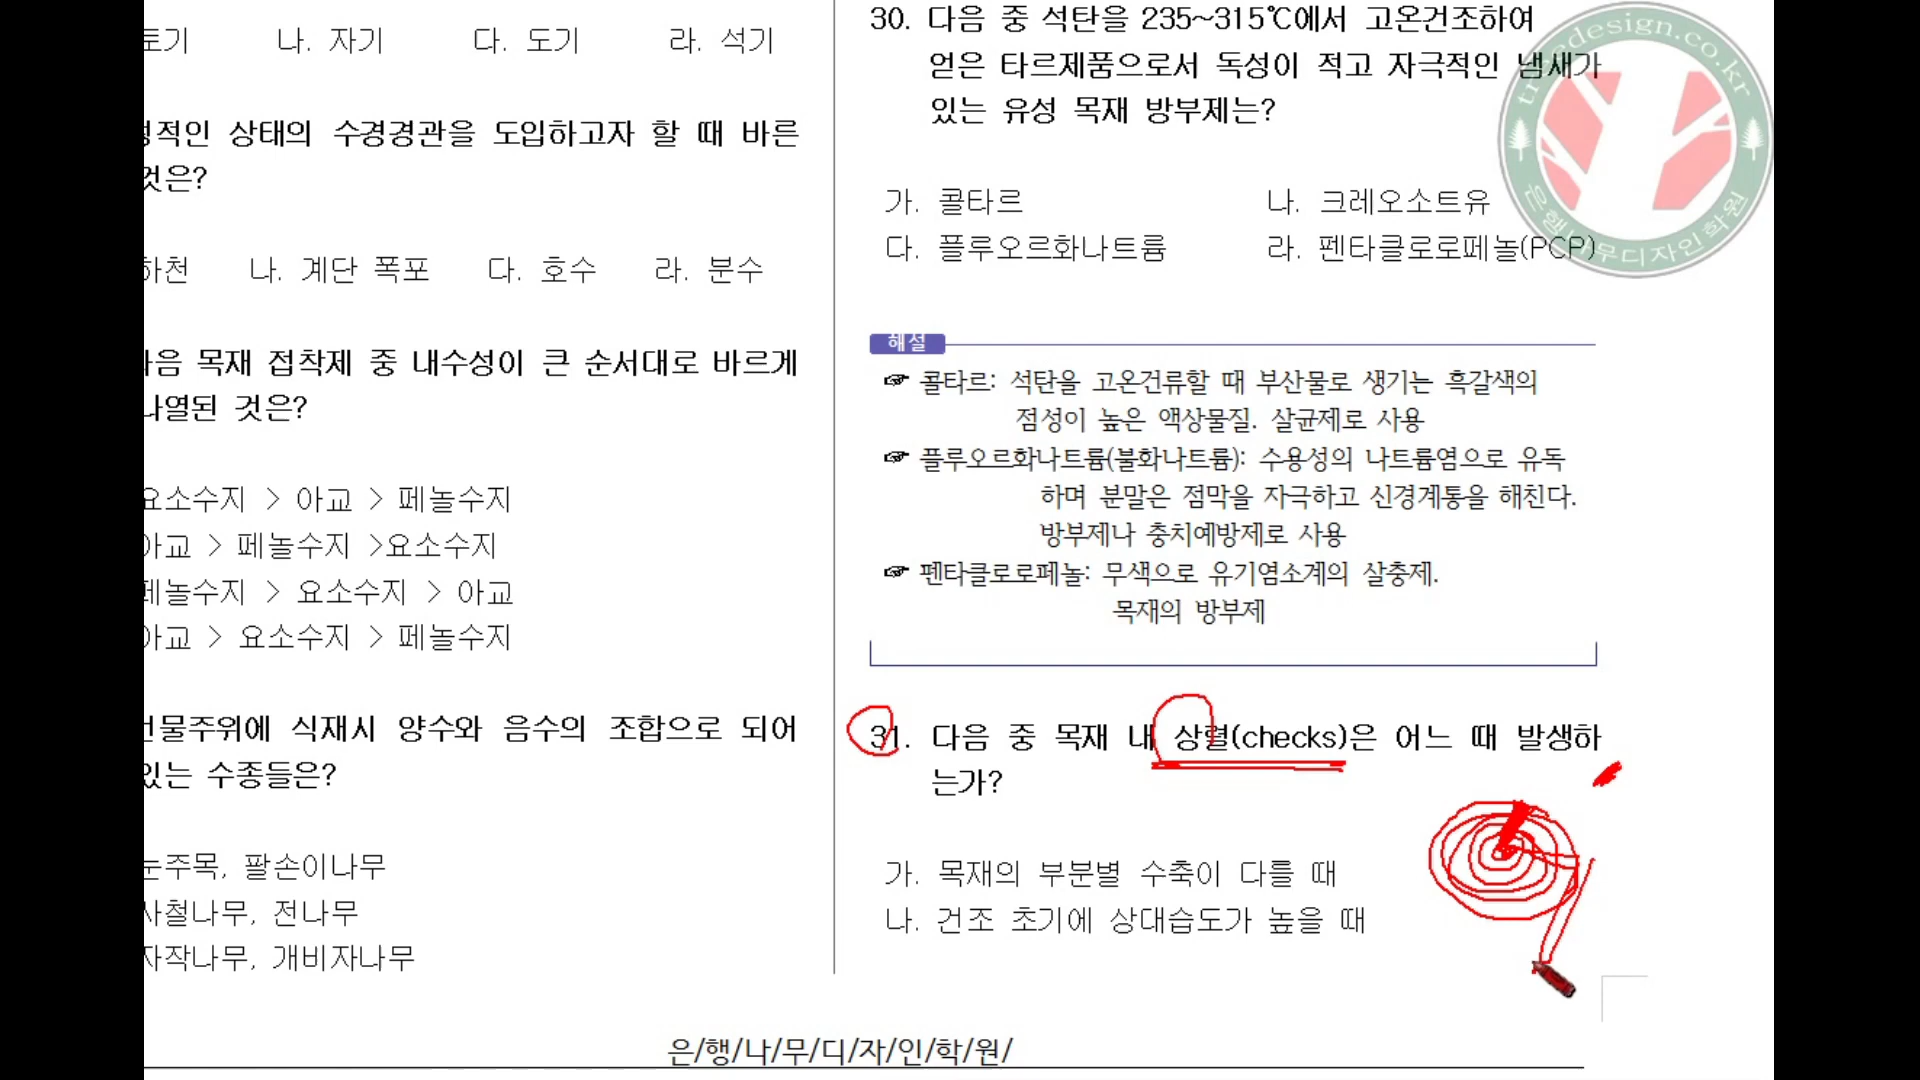 토기 나. 자기 다. 도기 라. 석기
정적인 상태의 수경경관을 도입하고자 할 때 바른
것은?
하천 나. 계단 폭포 다. 호수 라. 분수
다음 목재 접착제 중 내수성이 큰 순서대로 바르게
나열된 것은?
요소수지 > 아교 > 페놀수지
아교 > 페놀수지 >요소수지
페놀수지 > 요소수지 > 아교
아교 > 요소수지 > 페놀수지
건물주위에 식재시 양수와 음수의 조합으로 되어
있는 수종들은?
눈주목, 팔손이나무
사철나무, 전나무
자작나무, 개비자나무
30. 다음 중 석탄을 235~315℃에서 고온건조하여
얻은 타르제품으로서 독성이 적고 자극적인 냄새가
있는 유성 목재 방부제는?
가. 콜타르 나. 크레오소트유
다. 플루오르화나트륨 라. 펜타클로로페놀(PCP)
해설
☞ 콜타르: 석탄을 고온건류할 때 부산물로 생기는 흑갈색의
점성이 높은 액상물질. 살균제로 사용
☞ 플루오르화나트륨(불화나트륨): 수용성의 나트륨염으로 유독
하며 분말은 점막을 자극하고 신경계통을 해친다.
방부제나 충치예방제로 사용
☞ 펜타클로로페놀: 무색으로 유기염소계의 살충제.
목재의 방부제
31. 다음 중 목재 내 상렬(checks)은 어느 때 발생하
는가?
가. 목재의 부분별 수축이 다를 때
나. 건조 초기에 상대습도가 높을 때
은/행/나/무/디/자/인/학/원/
treedesign.co.kr
은행나무디자인학원